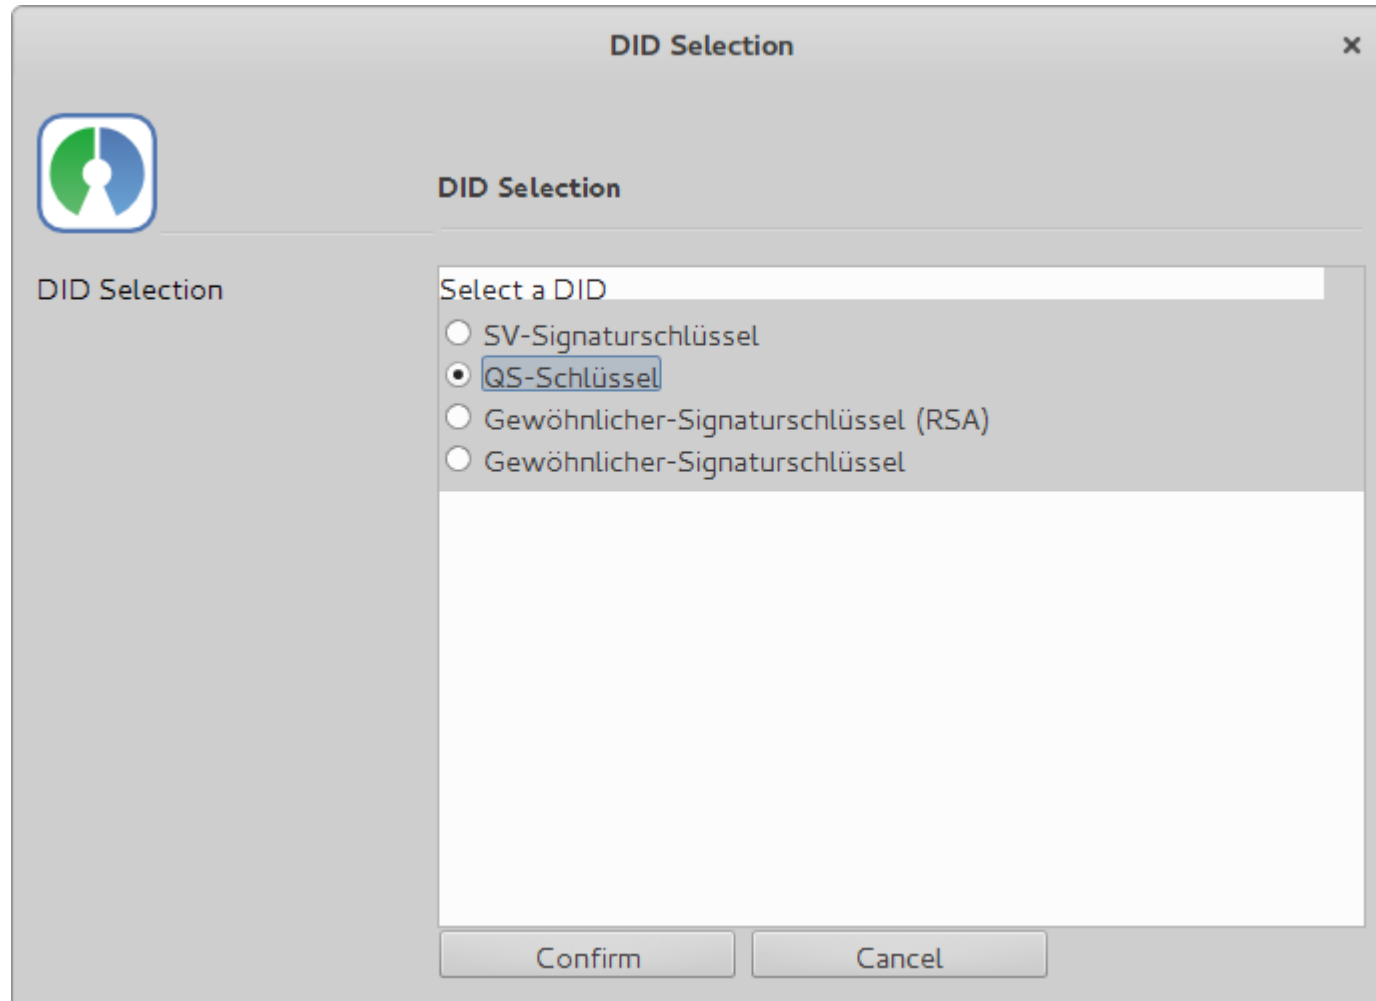 DID Selection
DID Selection
DID Selection
Select a DID
SV-Signaturschlüssel
QS-Schlüssel
Gewöhnlicher-Signaturschlüssel (RSA)
Gewöhnlicher-Signaturschlüssel
Confirm
Cancel